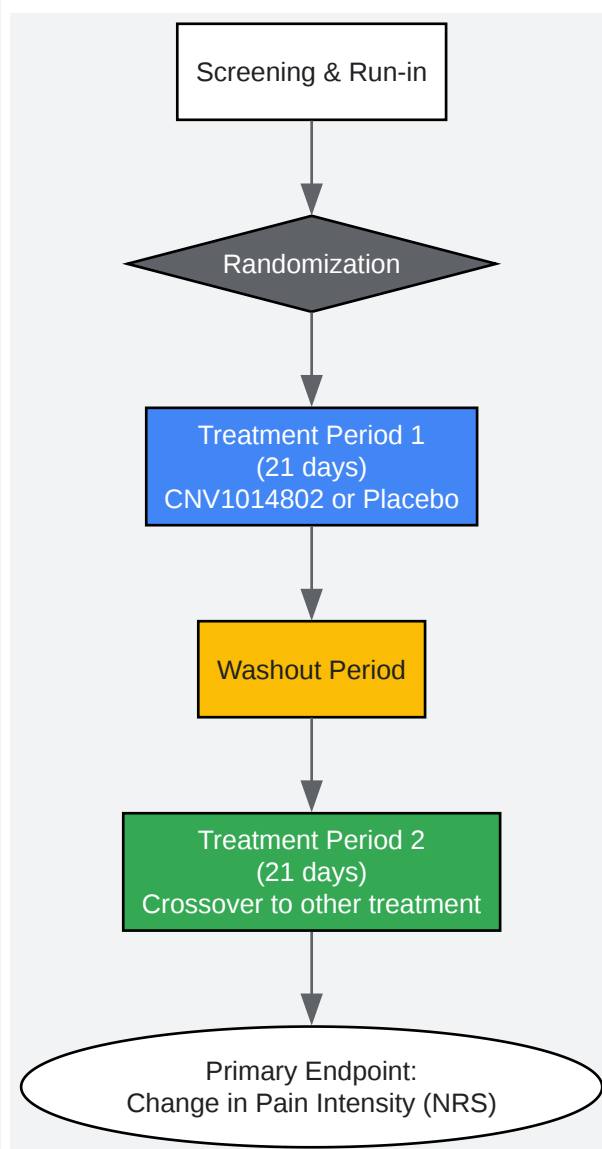 Screening & Run-in
Randomization
Treatment Period 1
(21 days)
CNV1014802 or Placebo
Washout Period
Treatment Period 2
(21 days)
Crossover to other treatment
Primary Endpoint:
Change in Pain Intensity (NRS)